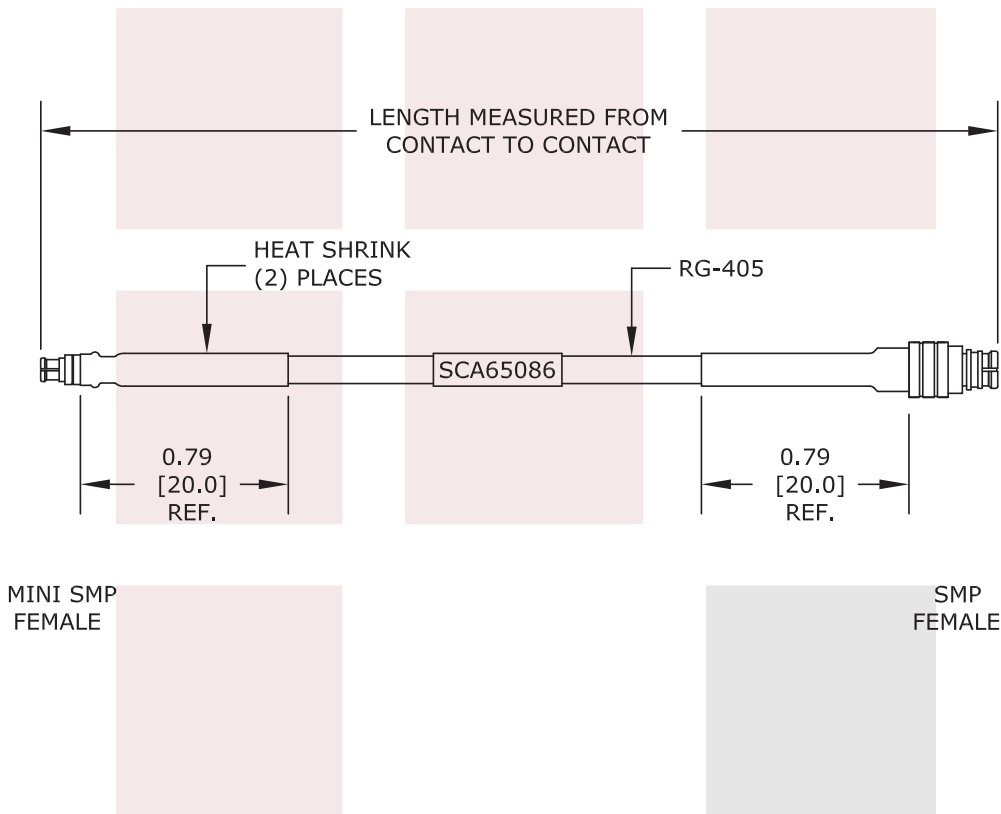 LENGTH MEASURED FROM
CONTACT TO CONTACT
HEAT SHRINK
(2) PLACES
RG-405
SCA65086
0.79
[20.0]
REF.
0.79
[20.0]
REF.
MINI SMP
FEMALE
SMP
FEMALE